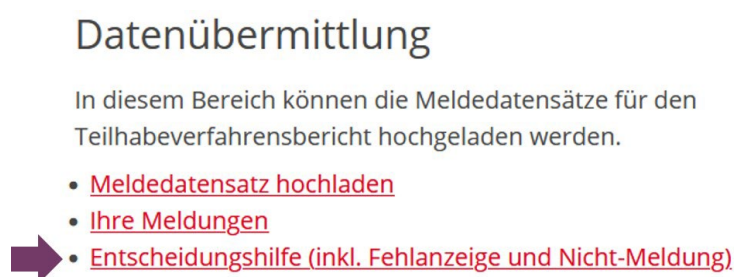 Datenübermittlung
In diesem Bereich können die Meldedatensätze für den
Teilhabeverfahrensbericht hochgeladen werden.
• Meldedatensatz hochladen
• Ihre Meldungen
• Entscheidungshilfe (inkl. Fehlanzeige und Nicht-Meldung)